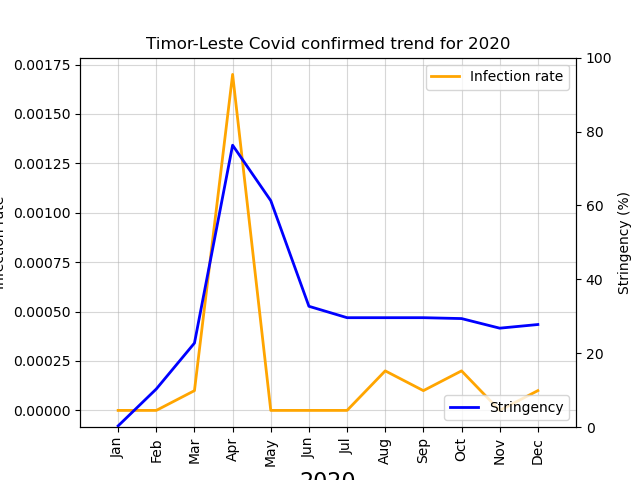 Timor-Leste Covid confirmed trend for 2020
0.00175
0.00150
0.00125
0.00100
0.00075
0.00050
0.00025
0.00000
Infection rate
100
80
60
40
20
0
Stringency (%)
Infection rate
Stringency
Jan
Feb
Mar
Apr
May
Jun
Jul
Aug
Sep
Oct
Nov
Dec
2020